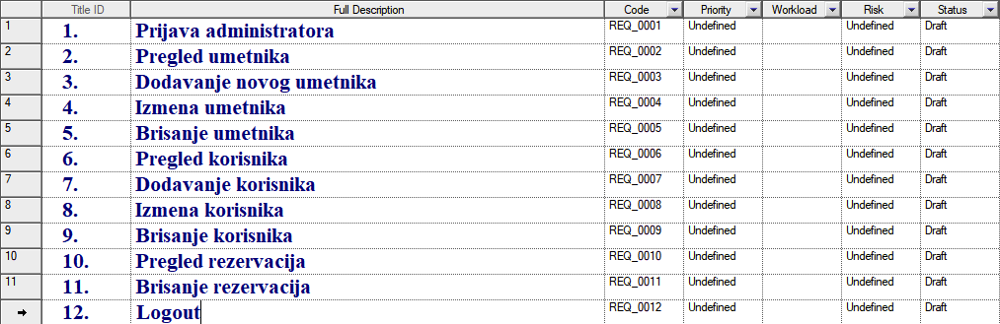 Title ID Full Description Code Priority Workload Risk Status
1 1. Prijava administratora REQ_0001 Undefined Undefined Draft
2 2. Pregled umetnika REQ_0002 Undefined Undefined Draft
3 3. Dodavanje novog umetnika REQ_0003 Undefined Undefined Draft
4 4. Izmena umetnika REQ_0004 Undefined Undefined Draft
5 5. Brisanje umetnika REQ_0005 Undefined Undefined Draft
6 6. Pregled korisnika REQ_0006 Undefined Undefined Draft
7 7. Dodavanje korisnika REQ_0007 Undefined Undefined Draft
8 8. Izmena korisnika REQ_0008 Undefined Undefined Draft
9 9. Brisanje korisnika REQ_0009 Undefined Undefined Draft
10 10. Pregled rezervacija REQ_0010 Undefined Undefined Draft
11 11. Brisanje rezervacija REQ_0011 Undefined Undefined Draft
12. Logout REQ_0012 Undefined Undefined Draft